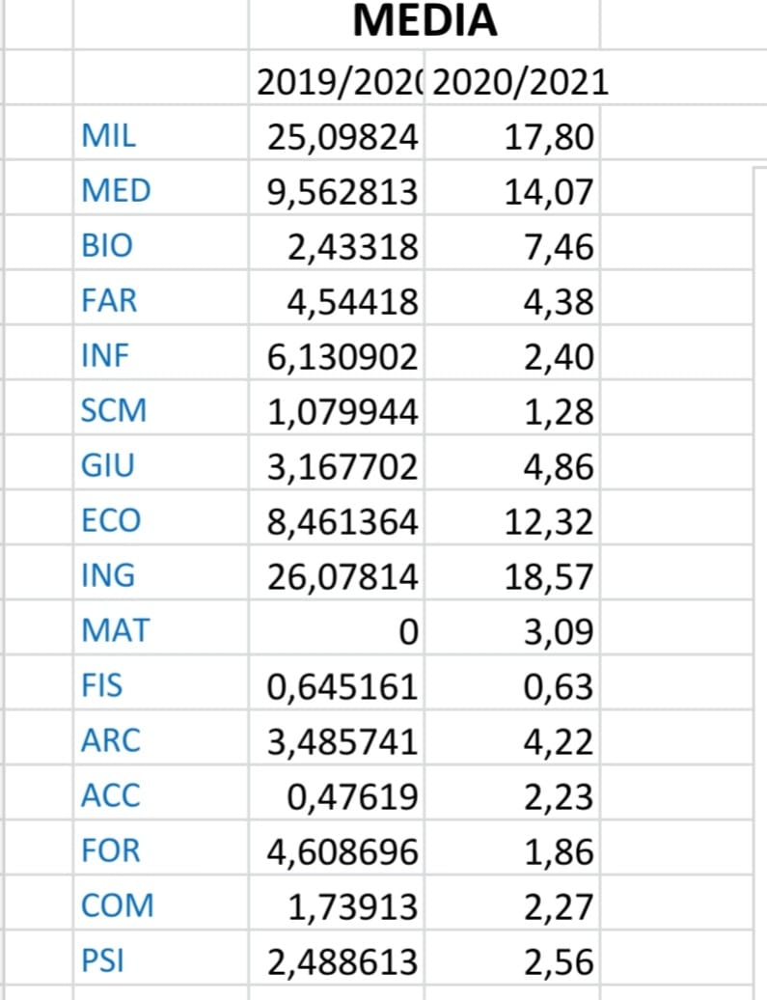 MEDIA
2019/202 2020/2021
MIL 25,09824 17,80
MED 9,562813 14,07
BIO 2,43318 7,46
FAR 4,54418 4,38
INF 6,130902 2,40
SCM 1,079944 1,28
GIU 3,167702 4,86
ECO 8,461364 12,32
ING 26,07814 18,57
MAT 0 3,09
FIS 0,645161 0,63
ARC 3,485741 4,22
ACC 0,47619 2,23
FOR 4,608696 1,86
COM 1,73913 2,27
PSI 2,488613 2,56